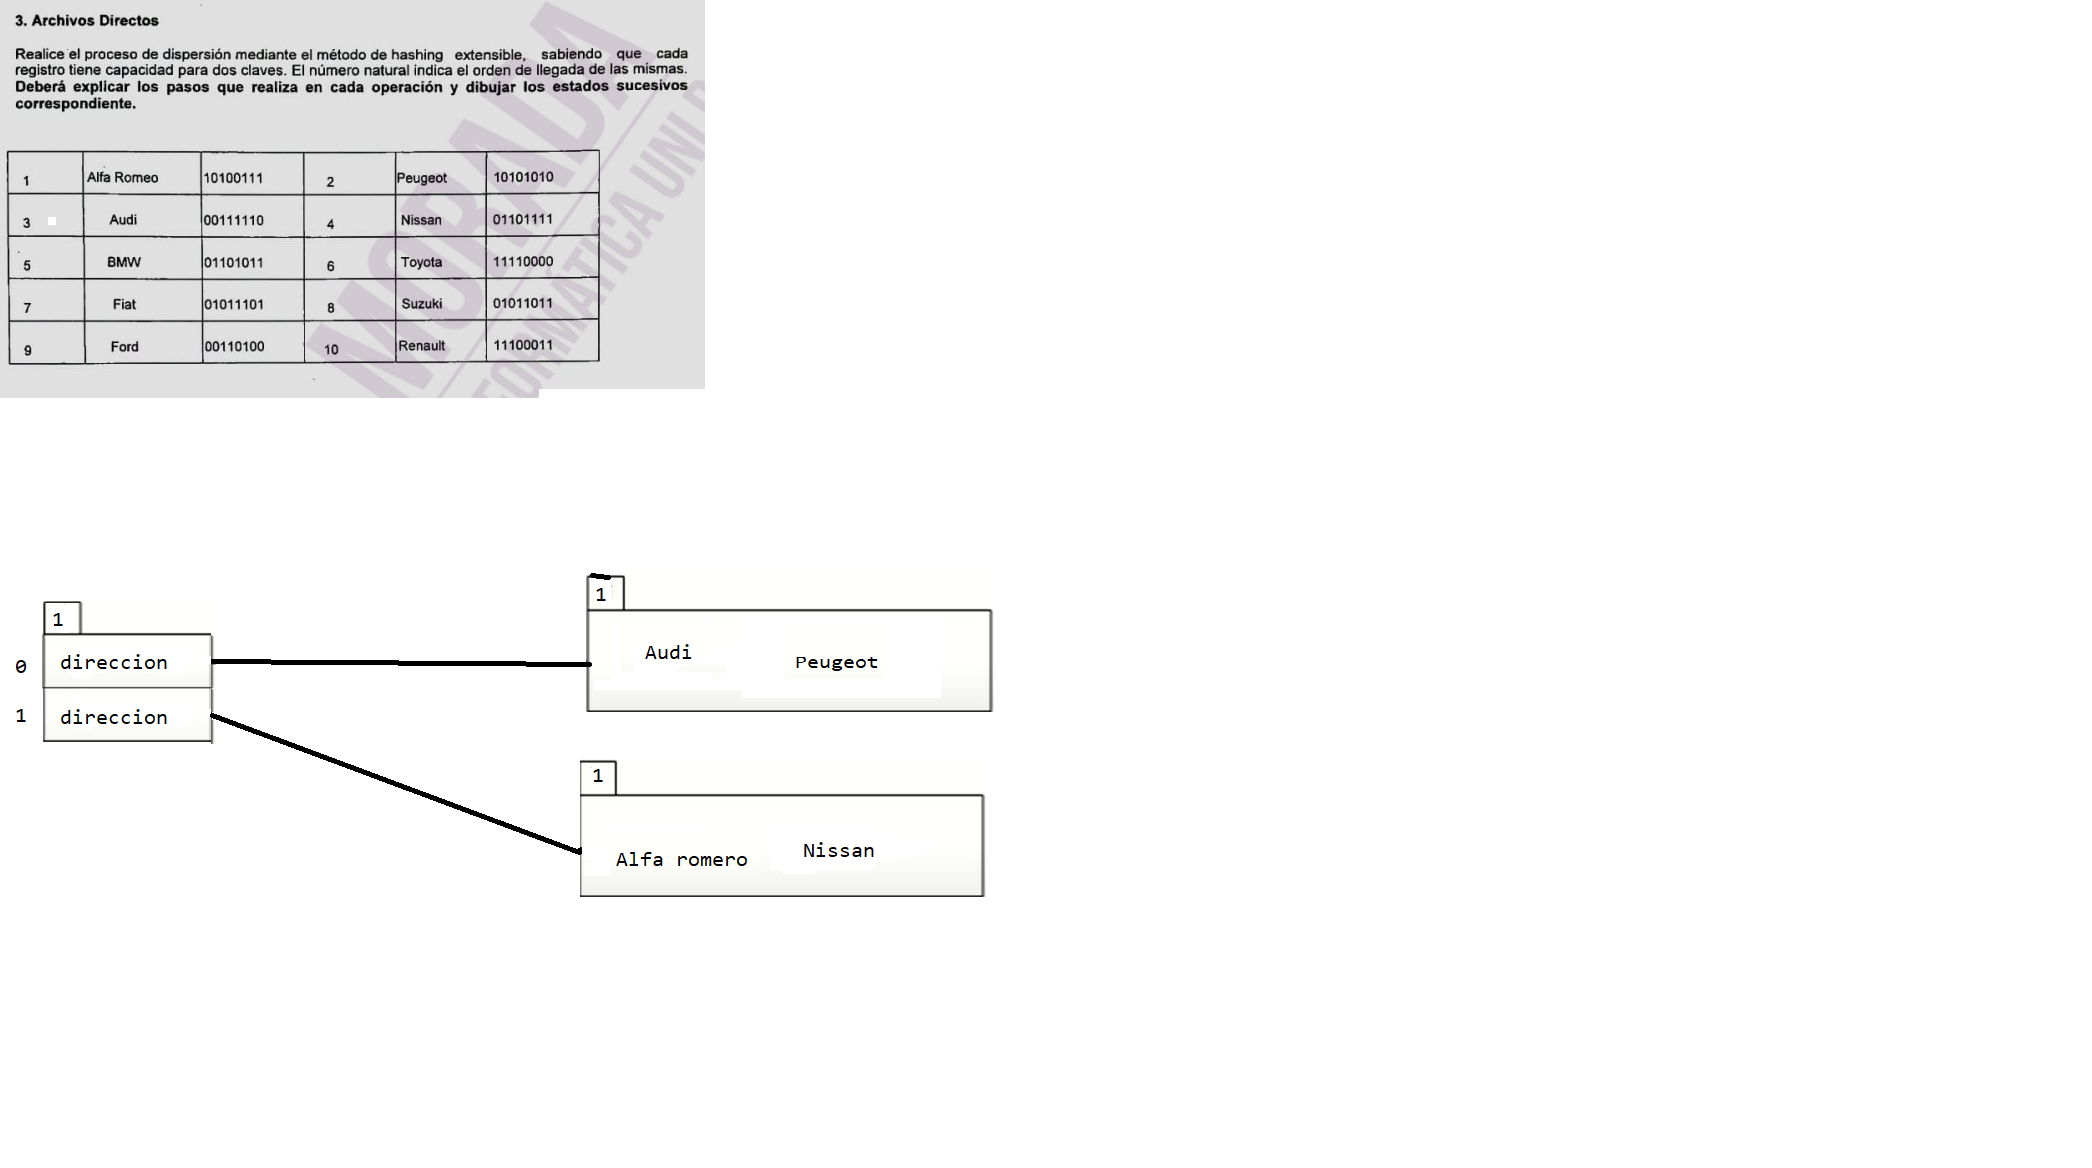 3. Archivos Directos
Realice el proceso de dispersión mediante el método de hashing extensible, sabiendo que cada
registro tiene capacidad para dos claves. El número natural indica el orden de llegada de las mismas.
Deberá explicar los pasos que realiza en cada operación y dibujar los estados sucesivos
correspondiente.
1 Alfa Romeo 10100111 2 Peugeot 10101010
3 Audi 00111110 4 Nissan 01101111
5 BMW 01101011 6 Toyota 11110000
7 Fiat 01011101 8 Suzuki 01011011
9 Ford 00110100 10 Renault 11100011
MORADA
FORMÁTICA UNLP
1
0 direccion
1 direccion
1
Audi Peugeot
1
Alfa romero Nissan